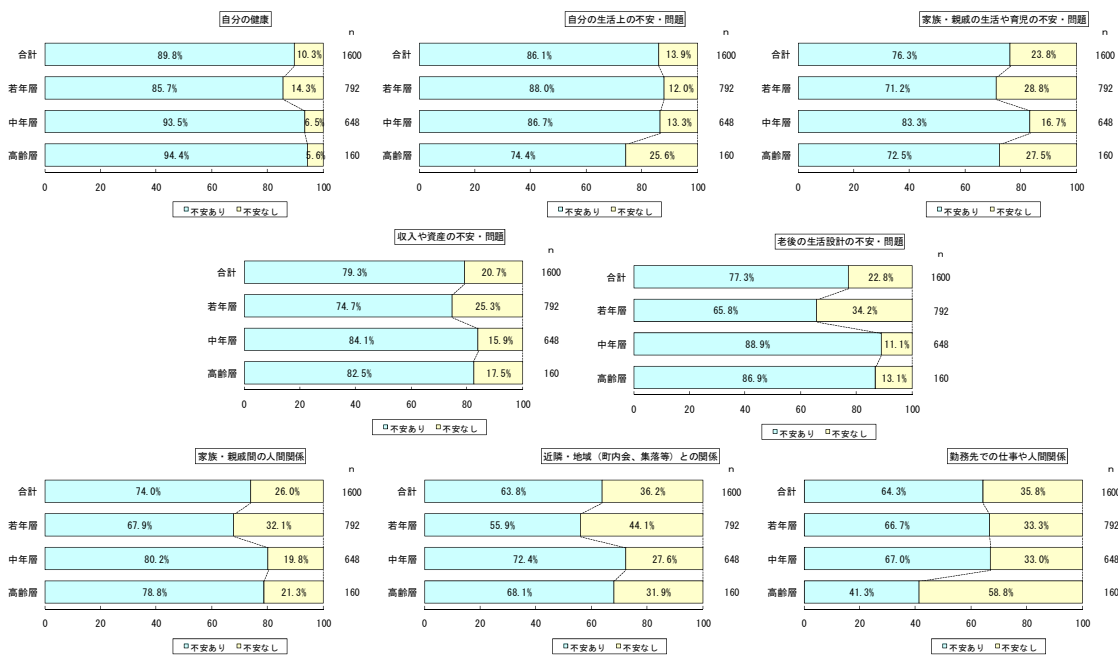 自分の健康
n
合計 89.8% 10.3% 1600
若年層 85.7% 14.3% 792
中年層 93.5% 6.5% 648
高齢層 94.4% 5.6% 160
0 20 40 60 80 100
不安あり 不安なし
自分の生活上の不安・問題
n
合計 86.1% 13.9% 1600
若年層 88.0% 12.0% 792
中年層 86.7% 13.3% 648
高齢層 74.4% 25.6% 160
0 20 40 60 80 100
不安あり 不安なし
家族・親戚の生活や育児の不安・問題
n
合計 76.3% 23.8% 1600
若年層 71.2% 28.8% 792
中年層 83.3% 16.7% 648
高齢層 72.5% 27.5% 160
0 20 40 60 80 100
不安あり 不安なし
収入や資産の不安・問題
n
合計 79.3% 20.7% 1600
若年層 74.7% 25.3% 792
中年層 84.1% 15.9% 648
高齢層 82.5% 17.5% 160
0 20 40 60 80 100
不安あり 不安なし
老後の生活設計の不安・問題
n
合計 77.3% 22.8% 1600
若年層 65.8% 34.2% 792
中年層 88.9% 11.1% 648
高齢層 86.9% 13.1% 160
0 20 40 60 80 100
不安あり 不安なし
家族・親戚間の人間関係
n
合計 74.0% 26.0% 1600
若年層 67.9% 32.1% 792
中年層 80.2% 19.8% 648
高齢層 78.8% 21.3% 160
0 20 40 60 80 100
不安あり 不安なし
近隣・地域（町内会、集落等）との関係
n
合計 63.8% 36.2% 1600
若年層 55.9% 44.1% 792
中年層 72.4% 27.6% 648
高齢層 68.1% 31.9% 160
0 20 40 60 80 100
不安あり 不安なし
勤務先での仕事や人間関係
n
合計 64.3% 35.8% 1600
若年層 66.7% 33.3% 792
中年層 67.0% 33.0% 648
高齢層 41.3% 58.8% 160
0 20 40 60 80 100
不安あり 不安なし